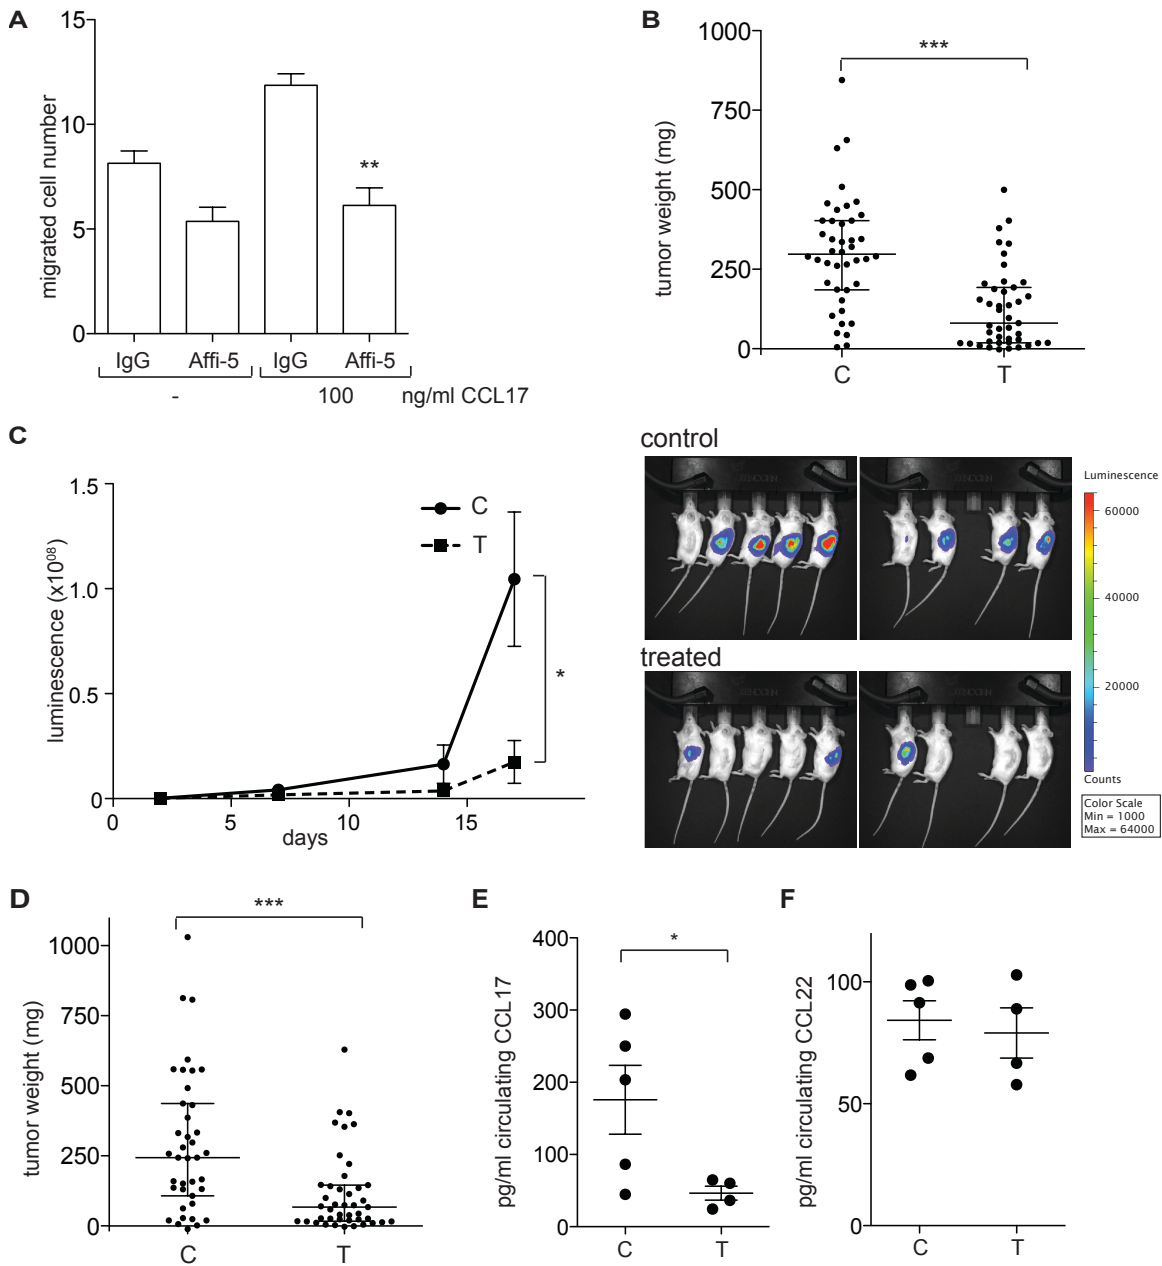 A
15
10
5
0
migrated cell number
**
IgG
Affi-5
IgG
Affi-5
-
100
ng/ml CCL17
B
1000
750
500
250
0
tumor weight (mg)
***
C
T
C
1.5
1.0
0.5
0
luminescence (x10⁰⁸)
C
T
*
0
5
10
15
days
control
treated
Luminescence
60000
40000
20000
Counts
Color Scale
Min = 1000
Max = 64000
D
1000
750
500
250
0
tumor weight (mg)
***
C
T
E
400
300
200
100
0
pg/ml circulating CCL17
*
C
T
F
100
50
0
pg/ml circulating CCL22
C
T